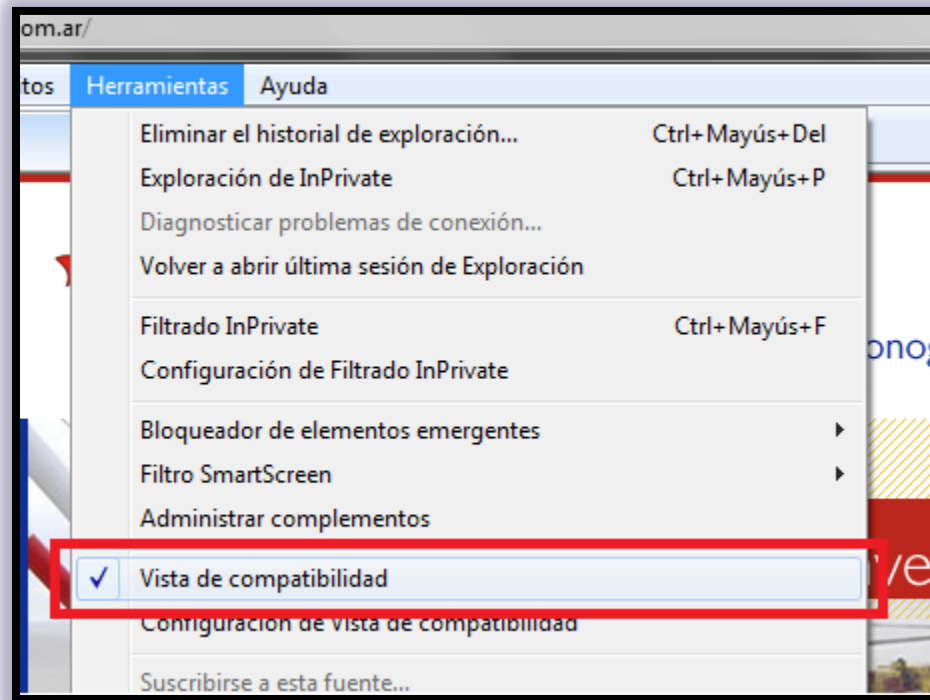 om.ar/
tos Herramientas Ayuda
Eliminar el historial de exploración... Ctrl+Mayús+Del
Exploración de InPrivate Ctrl+Mayús+P
Diagnosticar problemas de conexión...
Volver a abrir última sesión de Exploración
Filtrado InPrivate Ctrl+Mayús+F
Configuración de Filtrado InPrivate
Bloqueador de elementos emergentes
Filtro SmartScreen
Administrar complementos
Vista de compatibilidad
Configuración de Vista de compatibilidad
Suscribirse a esta fuente...